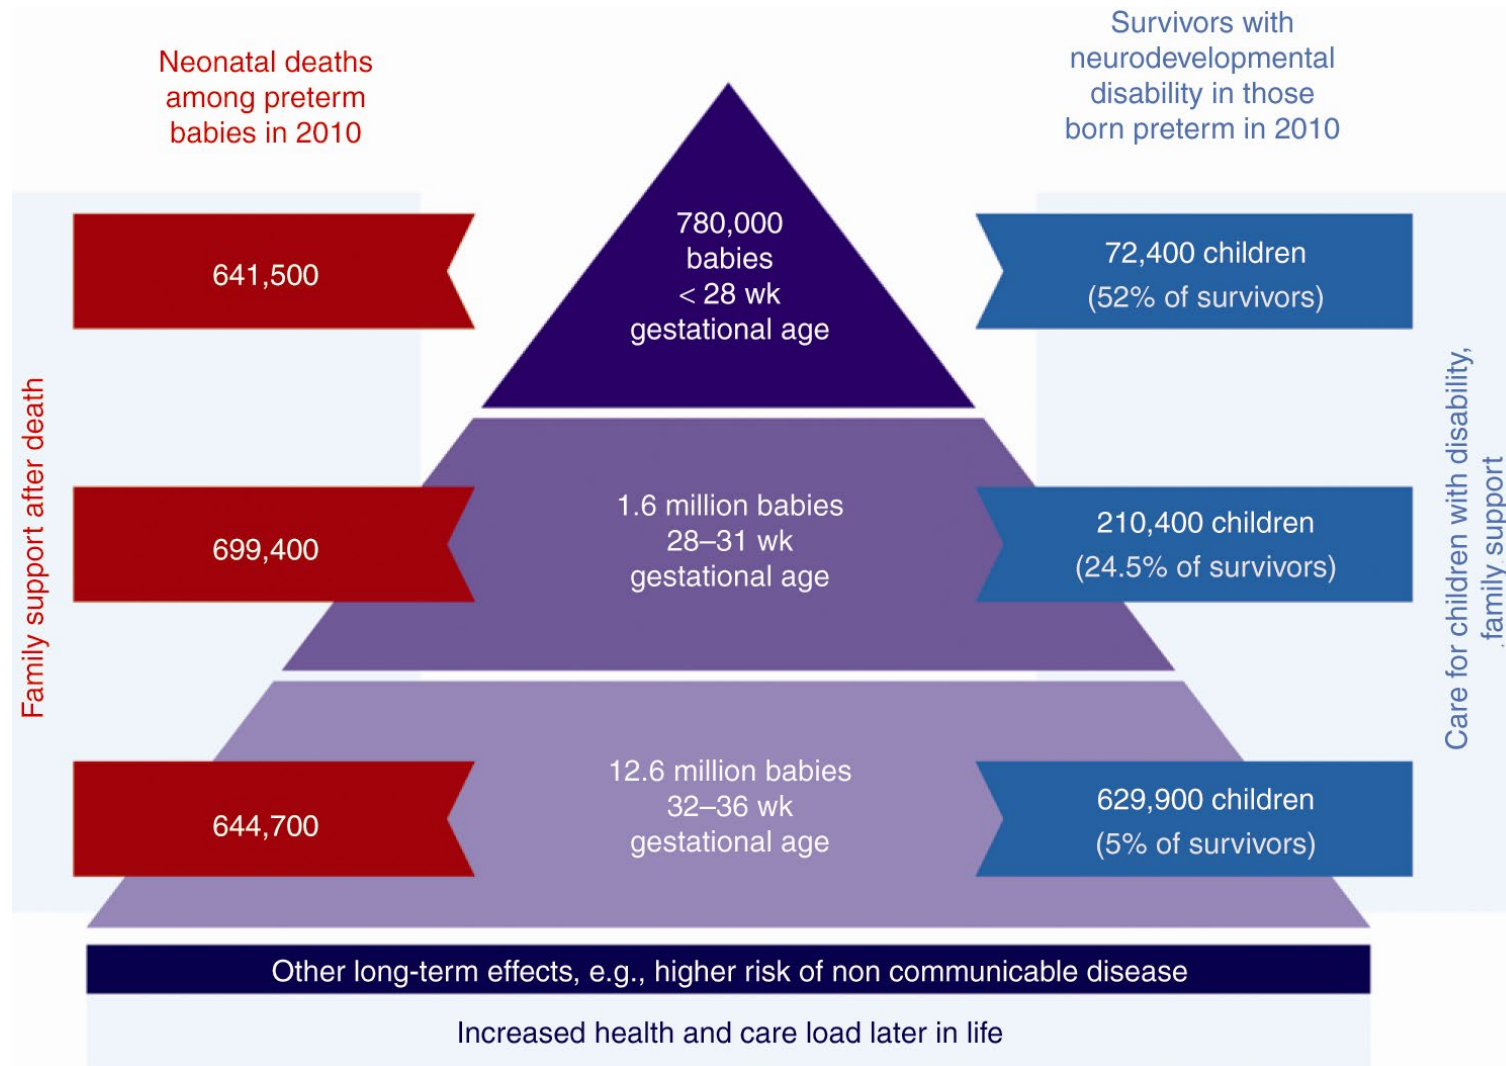 Neonatal deaths
among preterm
babies in 2010
Survivors with
neurodevelopmental
disability in those
born preterm in 2010
641,500
780,000
babies
< 28 wk
gestational age
72,400 children
(52% of survivors)
Family support after death
699,400
1.6 million babies
28–31 wk
gestational age
210,400 children
(24.5% of survivors)
Care for children with disability,
family support
644,700
12.6 million babies
32–36 wk
gestational age
629,900 children
(5% of survivors)
Other long-term effects, e.g., higher risk of non communicable disease
Increased health and care load later in life